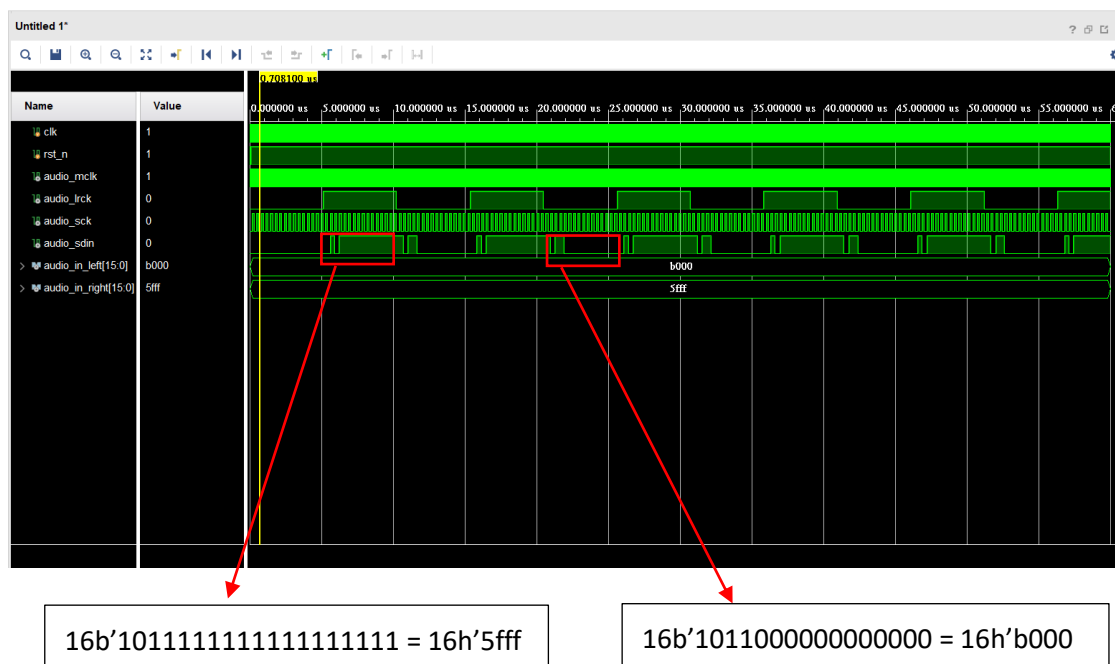 Untitled 1*
0.708100 us
Name Value
0.000000 us 5.000000 us 10.000000 us 15.000000 us 20.000000 us 25.000000 us 30.000000 us 35.000000 us 40.000000 us 45.000000 us 50.000000 us 55.000000 us
clk 1
rst_n 1
audio_mclk 1
audio_lrck 0
audio_sck 0
audio_sdin 0
audio_in_left[15:0] b000 b000
audio_in_right[15:0] 5fff 5fff
16b’101111111111111111 = 16h’5fff
16b’1011000000000000 = 16h’b000